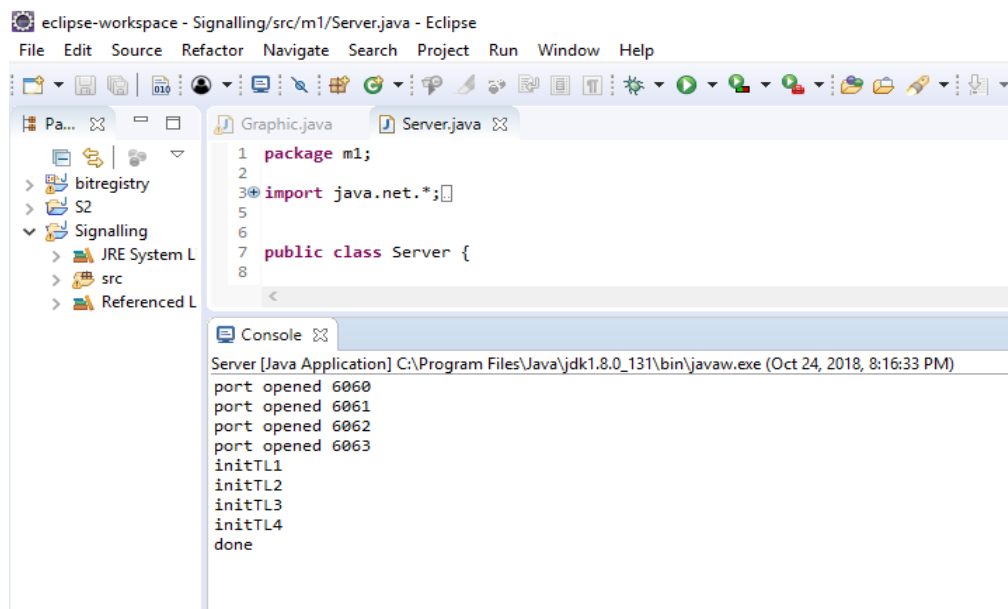 eclipse-workspace - Signalling/src/m1/Server.java - Eclipse
File Edit Source Refactor Navigate Search Project Run Window Help
010
Pa...
Graphic.java
Server.java
bitregistry
S2
Signalling
JRE System L
src
Referenced L
1 package m1;
2
3 import java.net.*;
5
6
7 public class Server {
8
Console
Server [Java Application] C:\Program Files\Java\jdk1.8.0_131\bin\javaw.exe (Oct 24, 2018, 8:16:33 PM)
port opened 6060
port opened 6061
port opened 6062
port opened 6063
initTL1
initTL2
initTL3
initTL4
done